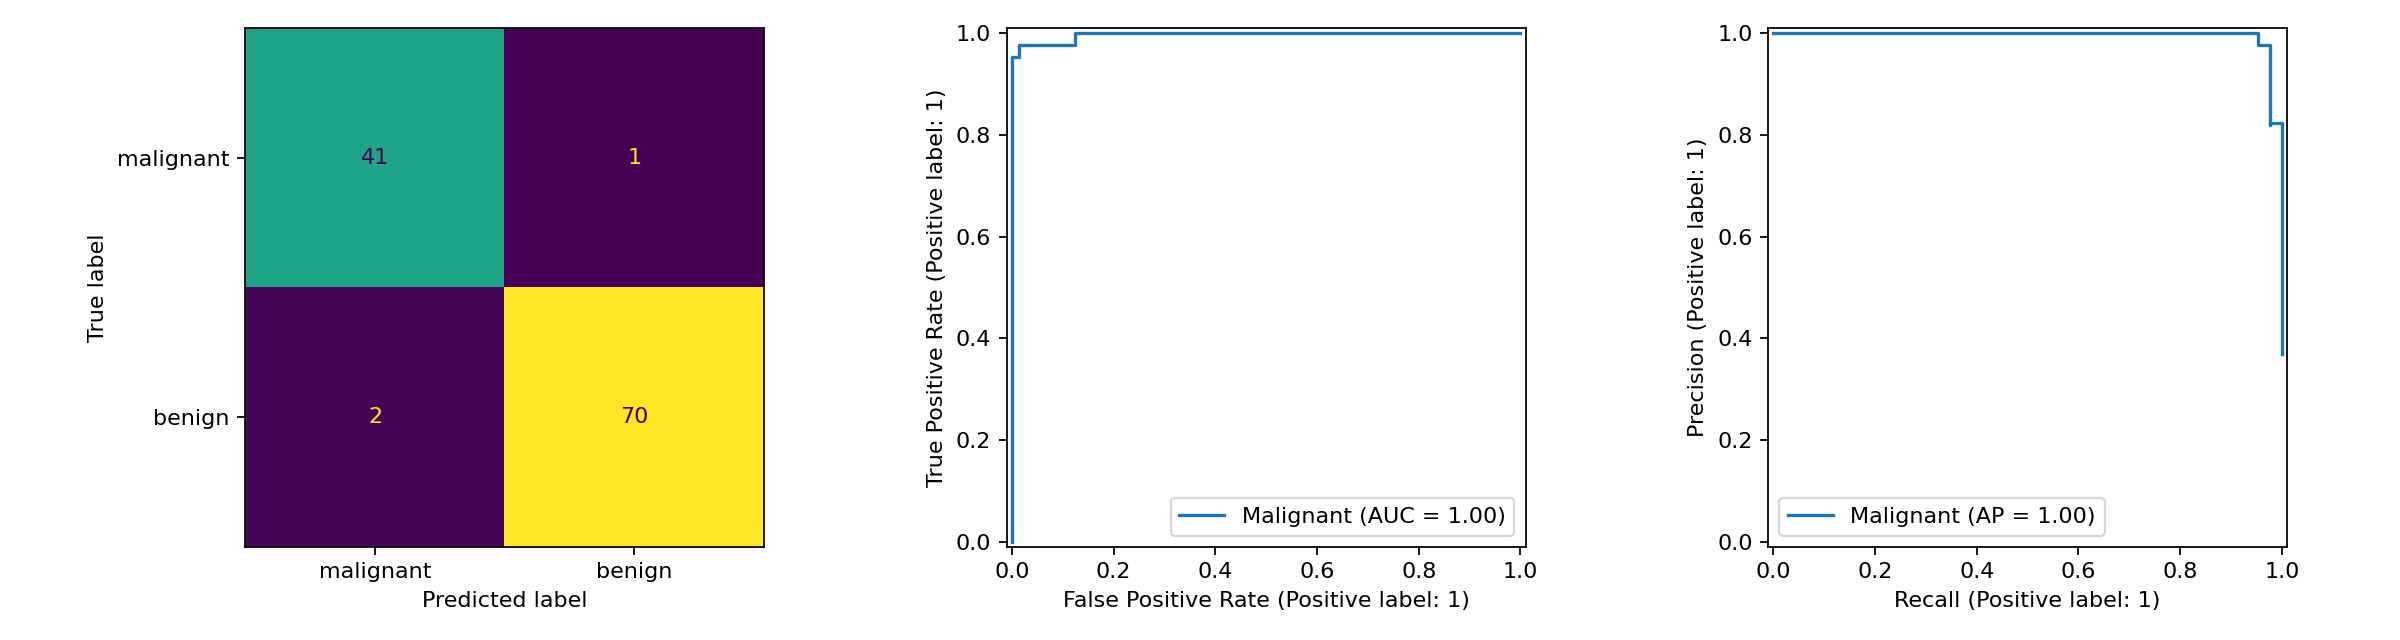 True label
malignant
benign
41
1
2
70
malignant
benign
Predicted label
True Positive Rate (Positive label: 1)
1.0
0.8
0.6
0.4
0.2
0.0
Malignant (AUC = 1.00)
0.0
0.2
0.4
0.6
0.8
1.0
False Positive Rate (Positive label: 1)
Precision (Positive label: 1)
1.0
0.8
0.6
0.4
0.2
0.0
Malignant (AP = 1.00)
0.0
0.2
0.4
0.6
0.8
1.0
Recall (Positive label: 1)